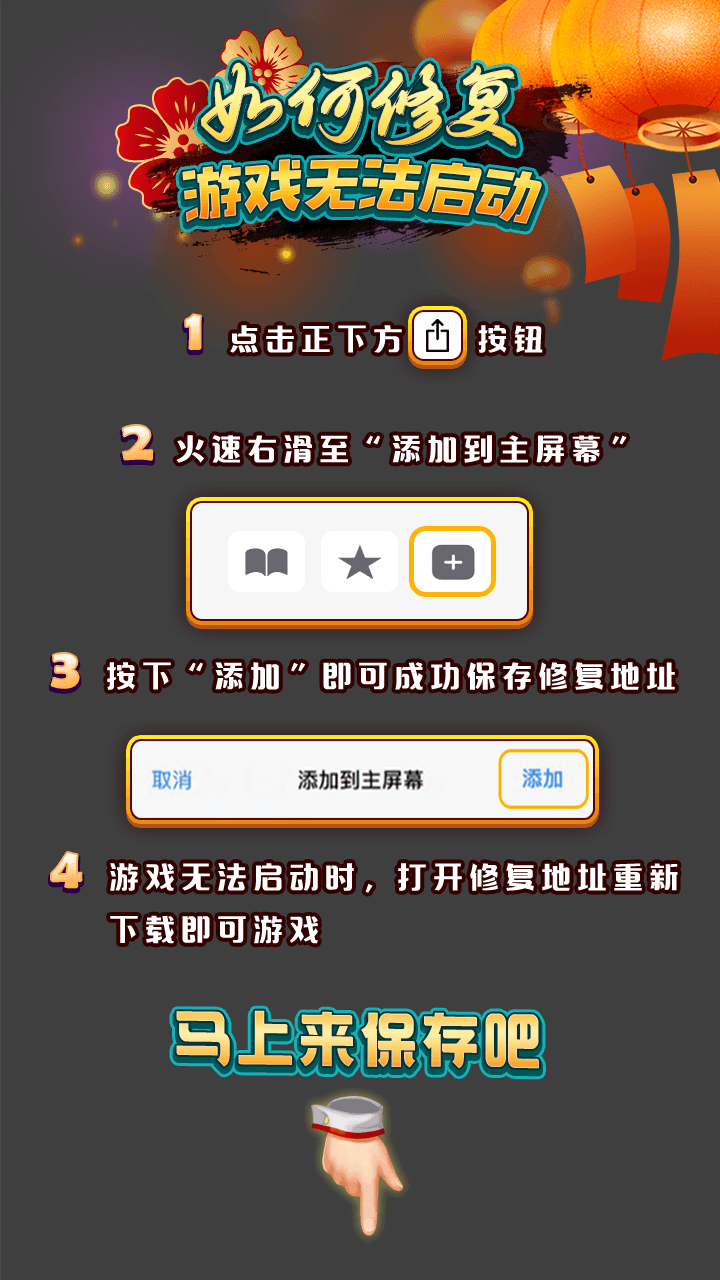 如何修复
游戏无法启动
1 点击正下方 按钮
2 火速右滑至“添加到主屏幕”
3 按下“添加”即可成功保存修复地址
取消 添加到主屏幕 添加
4 游戏无法启动时，打开修复地址重新
下载即可游戏
马上来保存吧